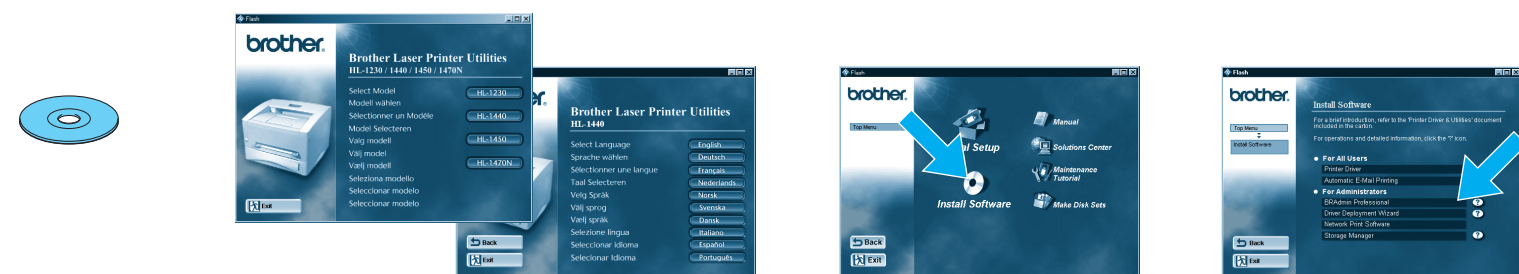 Flash
brother.
Brother Laser Printer Utilities
HL-1230 / 1440 / 1450 / 1470N
Select Model
Modell wählen
Sélectionner un Modéle
Model Selecteren
Valg modell
Välj model
Vælj modell
Seleziona modello
Seleccionar modelo
Seleccionar modelo
HL-1230
HL-1440
HL-1450
HL-1470N
Exit
r.
Brother Laser Printer Utilities
HL-1440
Select Language English
Sprache wählen Deutsch
Sélectionner une langue Français
Taal Selecteren Nederlands
Velg Språk Norsk
Välj sprog Svenska
Vælj språk Dansk
Selezione lingua Italiano
Seleccionar idioma Español
Selecionar Idioma Português
Back
Exit
Flash
brother.
Top Menu
al Setup
Install Software
Manual
Solutions Center
Maintenance
Tutorial
Make Disk Sets
Back
Exit
Flash
brother.
Top Menu
Install Software
Install Software
For a brief introduction, refer to the 'Printer Driver & Utilities' document
included in the carton.
For operations and detailed information, click the '?' icon.
For All Users
Printer Driver
Automatic E-Mail Printing
For Administrators
BRAdmin Professional ?
Driver Deployment Wizard ?
Network Print Software
Storage Manager ?
Back
Exit